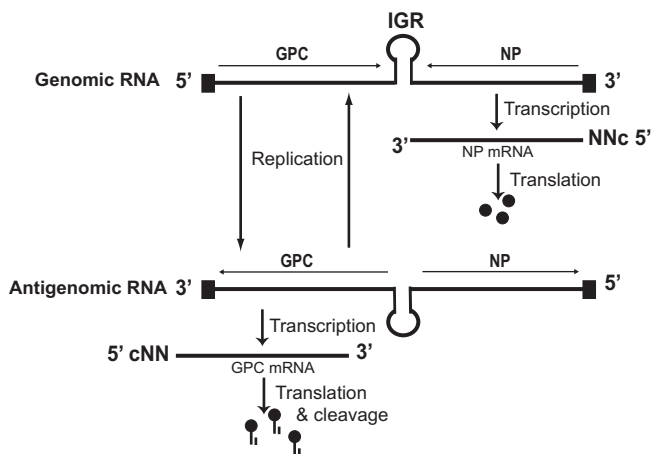 IGR
GPC
NP
Genomic RNA 5’
3’
Transcription
3’
NNc 5’
NP mRNA
Replication
Translation
GPC
NP
Antigenomic RNA 3’
5’
Transcription
5’ cNN
3’
GPC mRNA
Translation
& cleavage